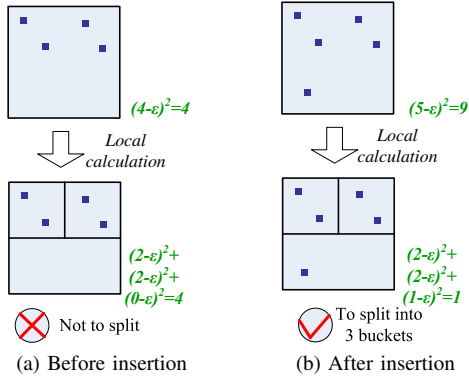 (4-ε)²=4
Local
calculation
(2-ε)²+
(2-ε)²+
(0-ε)²=4
Not to split
(a) Before insertion
(5-ε)²=9
Local
calculation
(2-ε)²+
(2-ε)²+
(1-ε)²=1
To split into
3 buckets
(b) After insertion